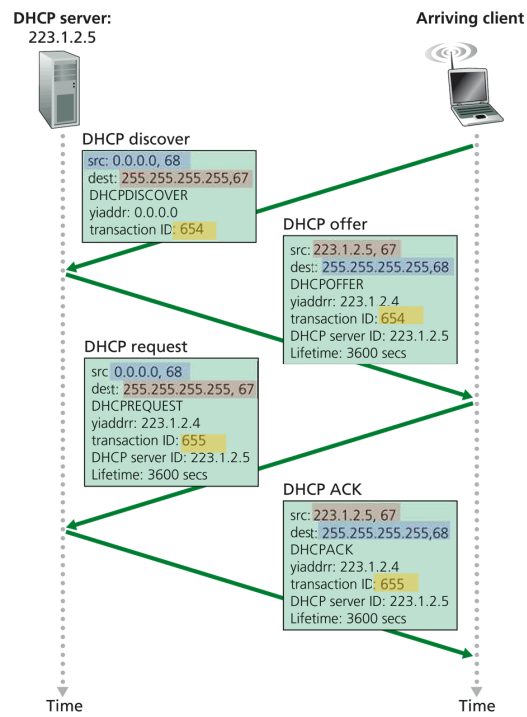 DHCP server:
223.1.2.5
Arriving client
DHCP discover
src: 0.0.0.0, 68
dest: 255.255.255.255,67
DHCPDISCOVER
yiaddr: 0.0.0.0
transaction ID: 654
DHCP offer
src: 223.1.2.5, 67
dest: 255.255.255.255,68
DHCPOFFER
yiaddrr: 223.1 2.4
transaction ID: 654
DHCP server ID: 223.1.2.5
Lifetime: 3600 secs
DHCP request
src: 0.0.0.0, 68
dest: 255.255.255.255, 67
DHCPREQUEST
yiaddrr: 223.1.2.4
transaction ID: 655
DHCP server ID: 223.1.2.5
Lifetime: 3600 secs
DHCP ACK
src: 223.1.2.5, 67
dest: 255.255.255.255,68
DHCPACK
yiaddrr: 223.1.2.4
transaction ID: 655
DHCP server ID: 223.1.2.5
Lifetime: 3600 secs
Time
Time